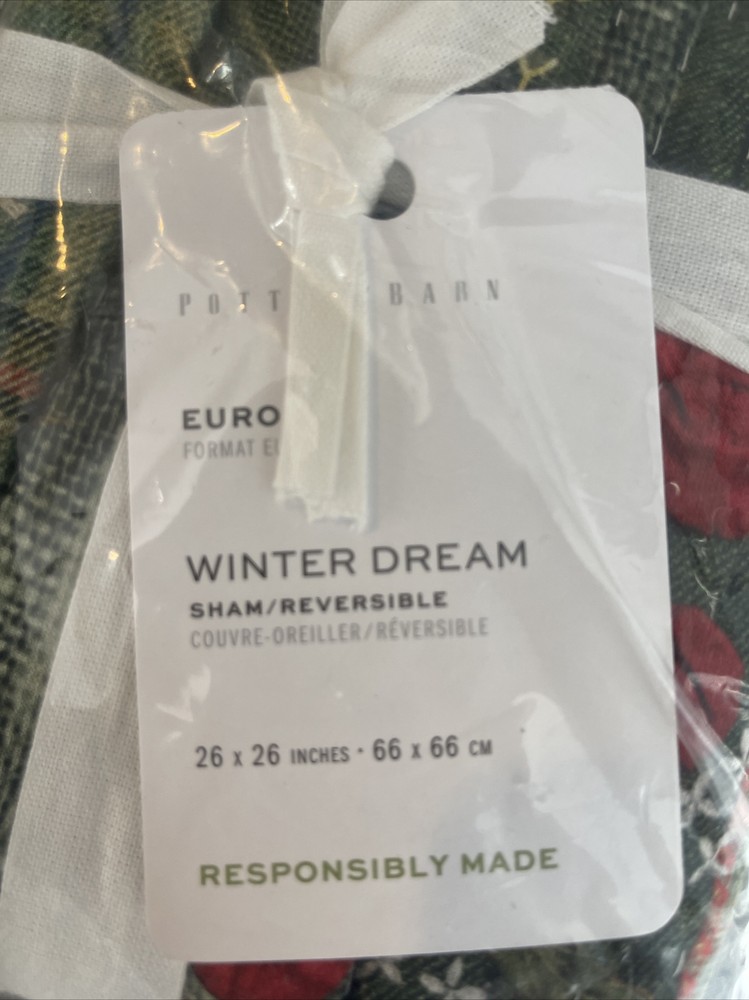 POTT BARN
EURO
FORMAT
WINTER DREAM
SHAM/REVERSIBLE
COUVRE-OREILLER/RÉVERSIBLE
26 x 26 INCHES • 66 x 66 CM
RESPONSIBLY MADE